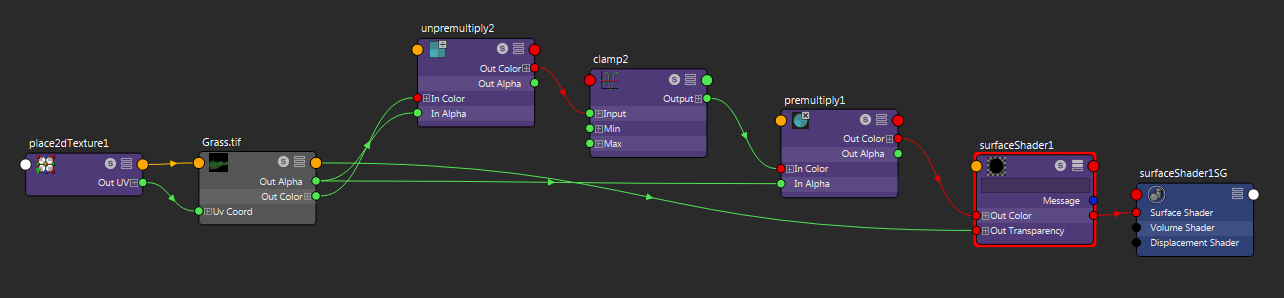 place2dTexture1
Out UV
Grass.tif
Out Alpha
Out Color
Uv Coord
unpremultiply2
S
Out Color
Out Alpha
In Color
In Alpha
clamp2
S
Output
Input
Min
Max
premultiply1
S
Out Color
Out Alpha
In Color
In Alpha
surfaceShader1
S
Message
Out Color
Out Transparency
surfaceShader1SG
Surface Shader
Volume Shader
Displacement Shader